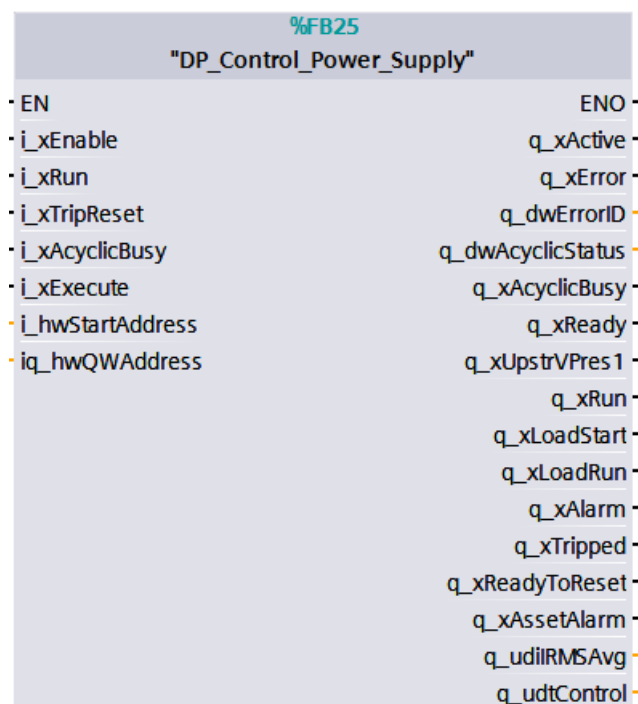 %FB25
"DP_Control_Power_Supply"
EN ENO
i_xEnable q_xActive
i_xRun q_xError
i_xTripReset q_dwErrorID
i_xAcyclicBusy q_dwAcyclicStatus
i_xExecute q_xAcyclicBusy
i_hwStartAddress q_xReady
iq_hwQWAddress q_xUpstrVPres1
q_xRun
q_xLoadStart
q_xLoadRun
q_xAlarm
q_xTripped
q_xReadyToReset
q_xAssetAlarm
q_udiIRMSAvg
q_udtControl